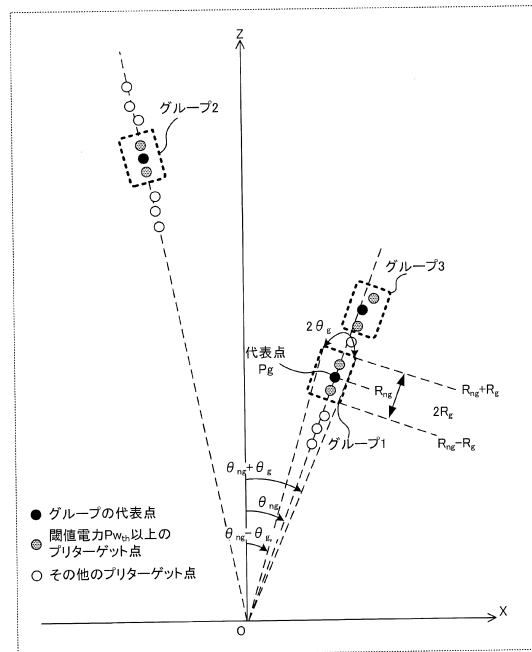 Z
グループ2
グループ3
2θg
代表点
Pg
Rng
Rng+Rg
2Rg
Rng−Rg
グループ1
θng+θg
θng
θng−θg
● グループの代表点
閾値電力Pwth以上の
プリターゲット点
○ その他のプリターゲット点
O
X